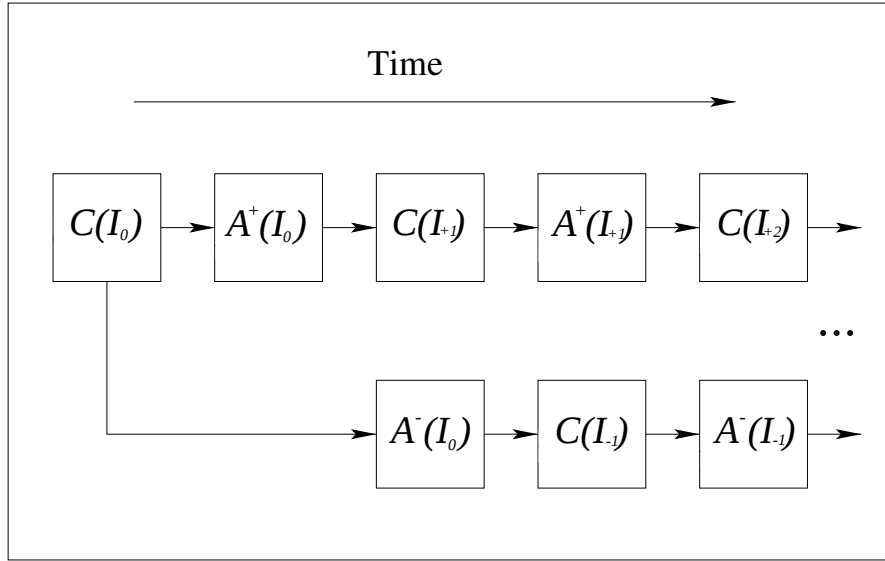 Time
C(I₀) A⁺(I₀) C(I₊₁) A⁺(I₊₁) C(I₊₂)
...
A⁻(I₀) C(I₋₁) A⁻(I₋₁)